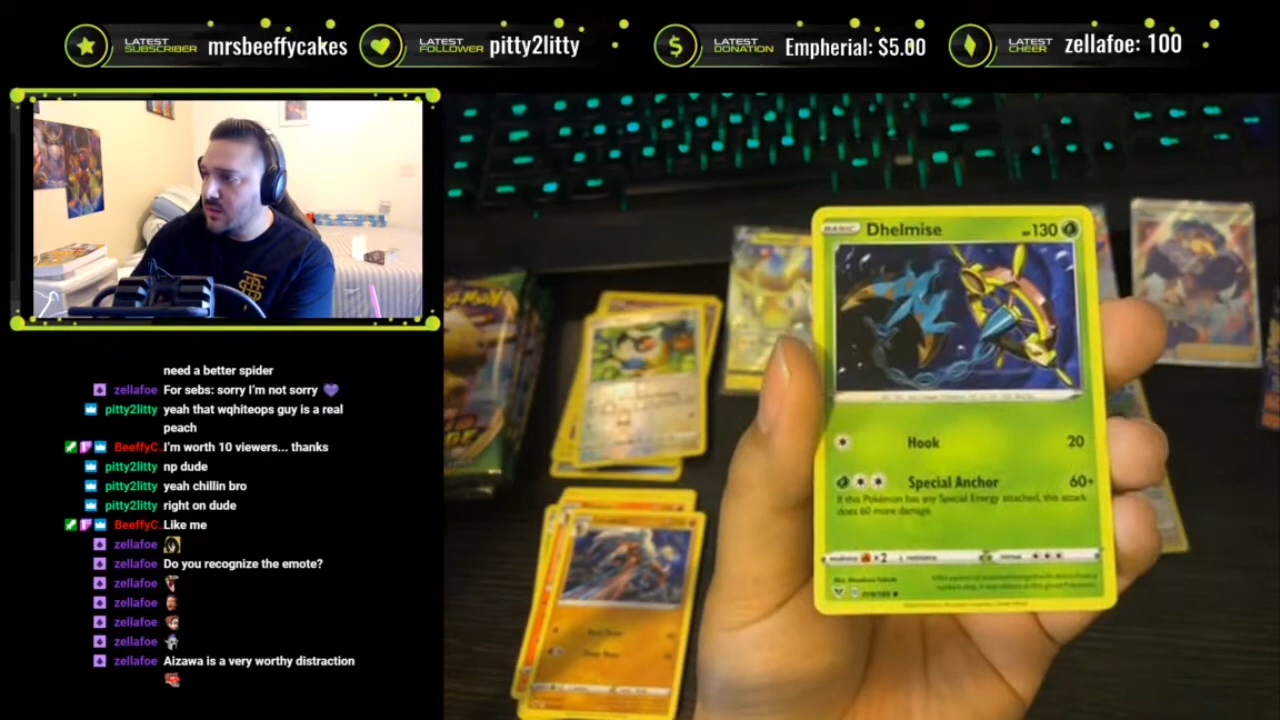 LATEST
SUBSCRIBER
mrsbeeffycakes
LATEST
FOLLOWER
pitty2litty
LATEST
DONATION
Empherial: $5.00
LATEST
CHEER
zellafoe: 100
need a better spider
zellafoe For sebs: sorry I'm not sorry
pitty2litty yeah that wqhiteops guy is a real
peach
BeeffyC. I'm worth 10 viewers... thanks
pitty2litty np dude
pitty2litty yeah chillin bro
pitty2litty right on dude
BeeffyC. Like me
zellafoe
zellafoe Do you recognize the emote?
zellafoe
zellafoe
zellafoe
zellafoe
zellafoe Aizawa is a very worthy distraction
BASIC Dhelmise HP 130
Hook 20
Special Anchor 60+
If this Pokémon has any Special Energy attached, this attack
does 60 more damage.
weakness ×2 resistance retreat